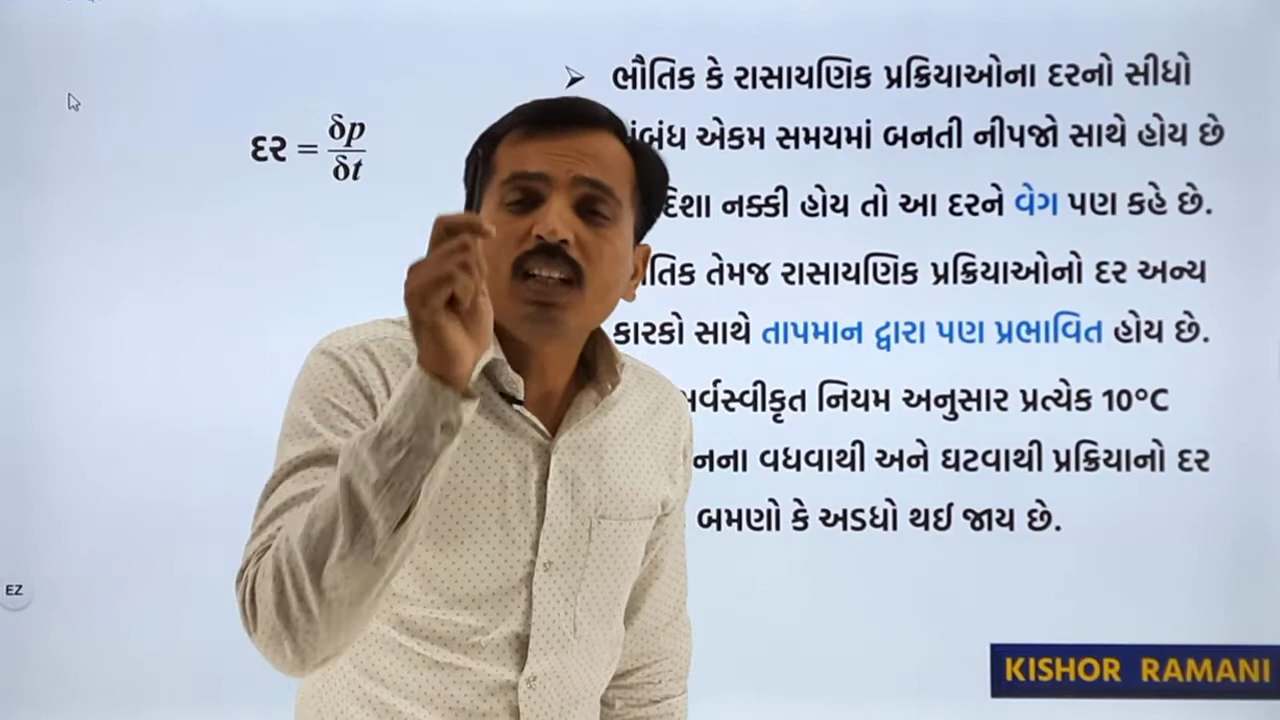 દર = δp/δt
➢ ભૌતિક કે રાસાયણિક પ્રક્રિયાઓના દરનો સીધો
એકમ સમયમાં બનતી નીપજો સાથે હોય છે
નક્કી હોય તો આ દરને વેગ પણ કહે છે.
તેમજ રાસાયણિક પ્રક્રિયાઓનો દર અન્ય
કારકો સાથે તાપમાન દ્વારા પણ પ્રભાવિત હોય છે.
નિયમ અનુસાર પ્રત્યેક 10°C
વધવાથી અને ઘટવાથી પ્રક્રિયાનો દર
બમણો કે અડધો થઈ જાય છે.
EZ
KISHOR RAMANI